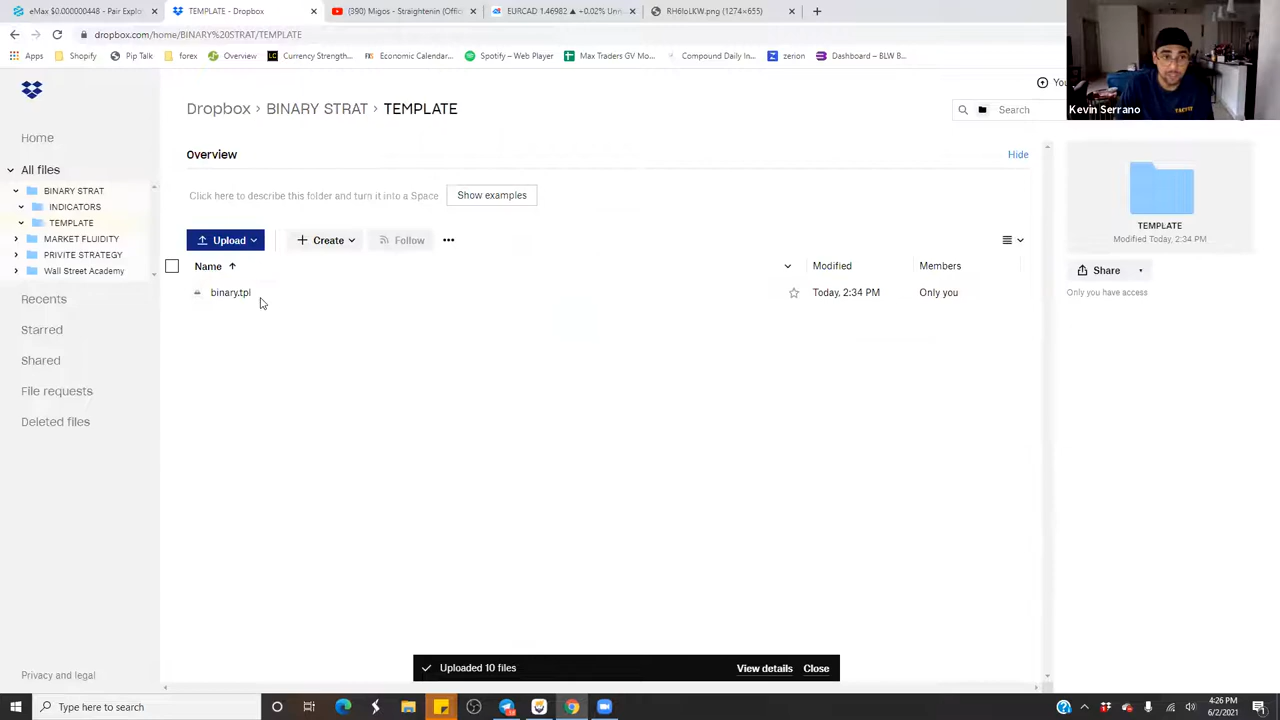 eMax $0.000000448 - Pair Explo
TEMPLATE - Dropbox
(390) Migos - Straightenin (Offic
EURCAD 1.46982 ▲ +0.02% Unn
RH6IoLKW.png (1274×655)
dropbox.com/home/BINARY%20STRAT/TEMPLATE
Apps
Shopify
Pip Talk
forex
Overview
Currency Strength...
Economic Calendar...
Spotify – Web Player
Max Traders GV Mo...
Compound Daily In...
zerion
Dashboard – BLW B...
Dropbox > BINARY STRAT > TEMPLATE
Search
Kevin Serrano
Home
Overview
Hide
All files
BINARY STRAT
INDICATORS
TEMPLATE
MARKET FLUIDITY
PRIVITE STRATEGY
Wall Street Academy
Click here to describe this folder and turn it into a Space
Show examples
Upload
Create
Follow
Name
Modified
Members
binary.tpl
Today, 2:34 PM
Only you
TEMPLATE
Modified Today, 2:34 PM
Share
Only you have access
Recents
Starred
Shared
File requests
Deleted files
Privacy and legal
Uploaded 10 files
View details
Close
Type here to search
4:26 PM
6/2/2021